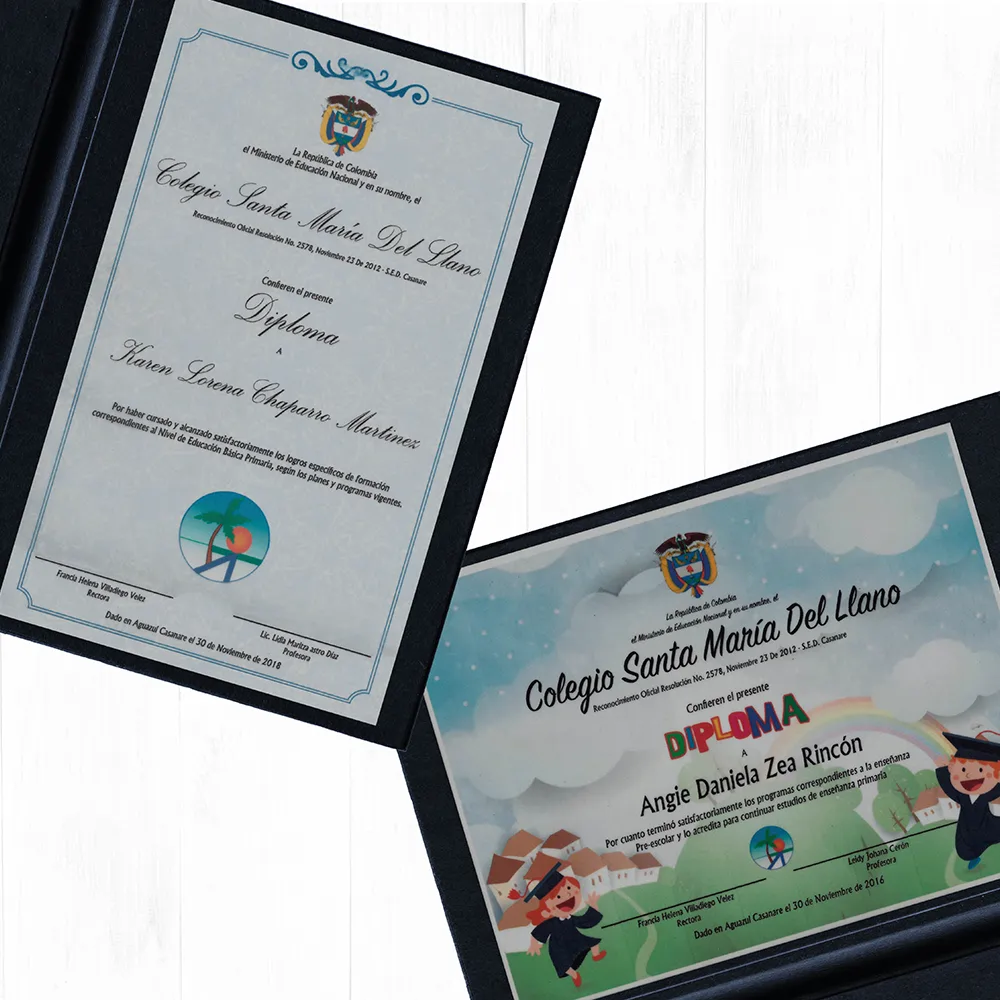 La República de Colombia
el Ministerio de Educación Nacional y en su nombre, el
Colegio Santa María Del Llano
Reconocimiento Oficial Resolución No. 2578, Noviembre 23 De 2012 - S.E.D. Casanare
Confieren el presente
Diploma
A
Karen Lorena Chaparro Martinez
Por haber cursado y alcanzado satisfactoriamente los logros específicos de formación
correspondientes al Nivel de Educación Básica Primaria, según los planes y programas vigentes.
Francia Helena Villadiego Velez
Rectora
Lic. Lidia Maritza astro Díaz
Profesora
Dado en Aguazul Casanare el 30 de Noviembre de 2018
La República de Colombia
el Ministerio de Educación Nacional y en su nombre, el
Colegio Santa María Del Llano
Reconocimiento Oficial Resolución No. 2578, Noviembre 23 De 2012 - S.E.D. Casanare
Confieren el presente
DIPLOMA
A
Angie Daniela Zea Rincón
Por cuanto terminó satisfactoriamente los programas correspondientes a la enseñanza
Pre-escolar y lo acredita para continuar estudios de enseñanza primaria
Francia Helena Villadiego Velez
Rectora
Leidy Johana Cerón
Profesora
Dado en Aguazul Casanare el 30 de Noviembre de 2016